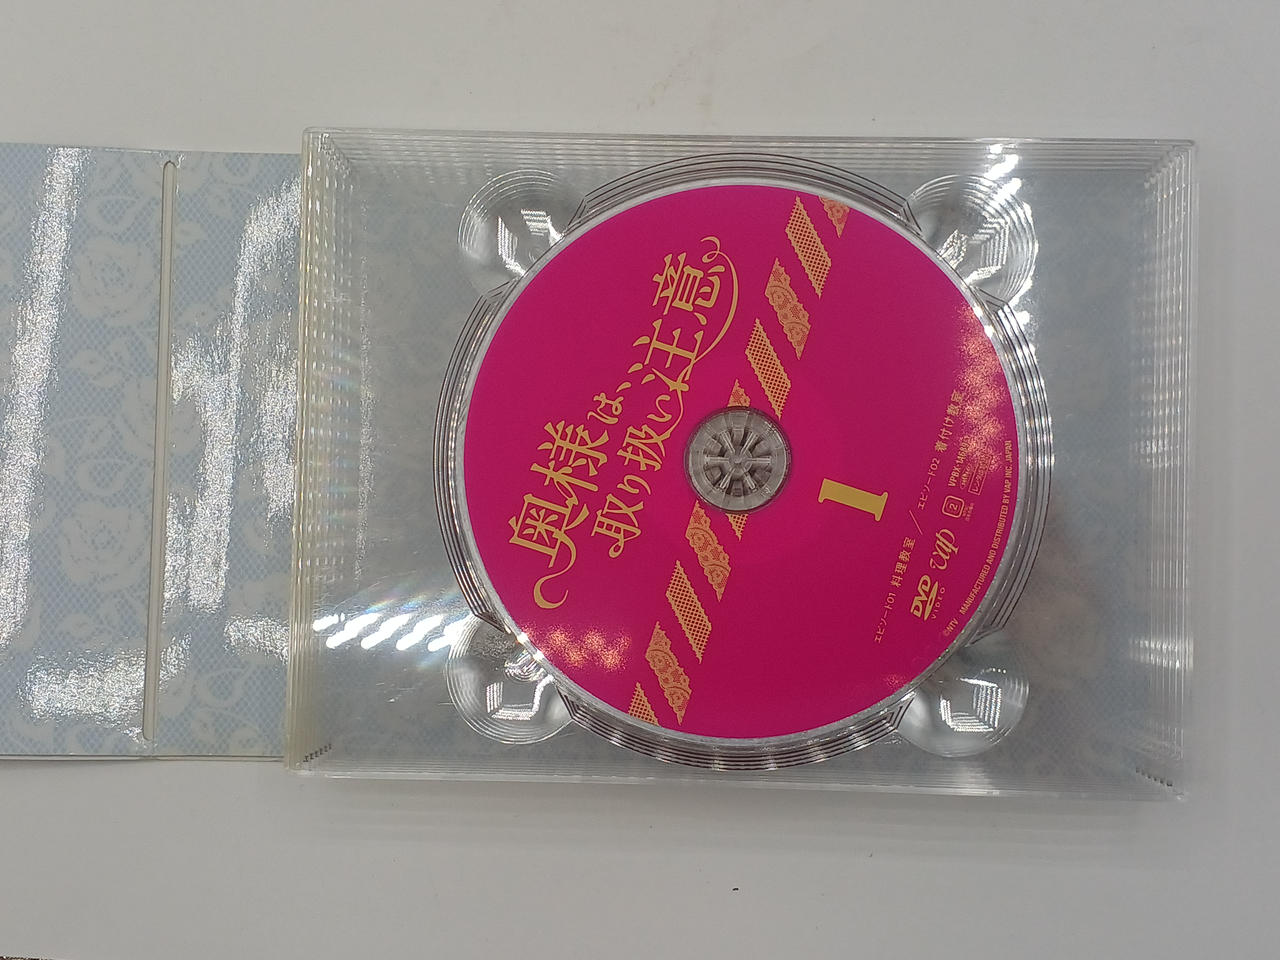 奥様は、
取り扱い注意
1
エピソード01 料理教室 / エピソード02 着付け教室
DVD
VIDEO
vap
2
©NTV
MANUFACTURED AND DISTRIBUTED BY VAP INC. JAPAN